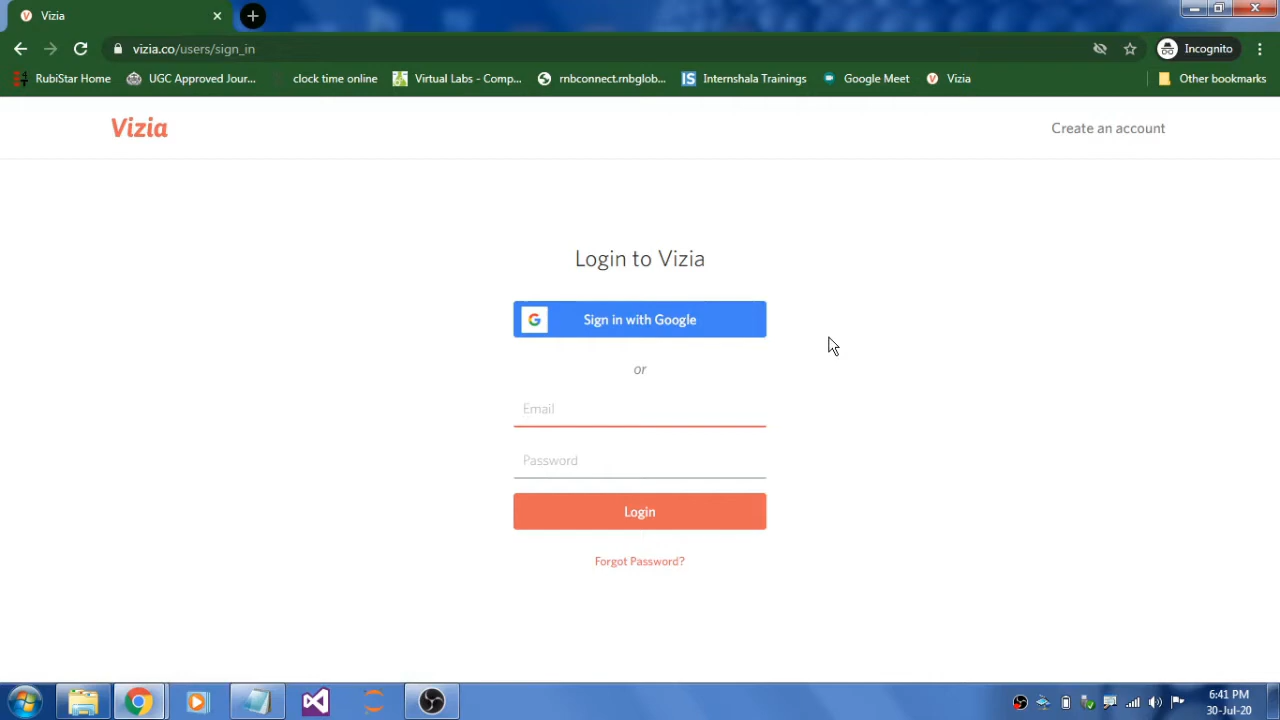 Vizia
vizia.co/users/sign_in
Incognito
RubiStar Home
UGC Approved Jour...
clock time online
Virtual Labs - Comp...
rnbconnect.rnbglob...
IS
Internshala Trainings
Google Meet
Vizia
Other bookmarks
Vizia
Create an account
Login to Vizia
G
Sign in with Google
or
Email
Password
Login
Forgot Password?
6:41 PM
30-Jul-20